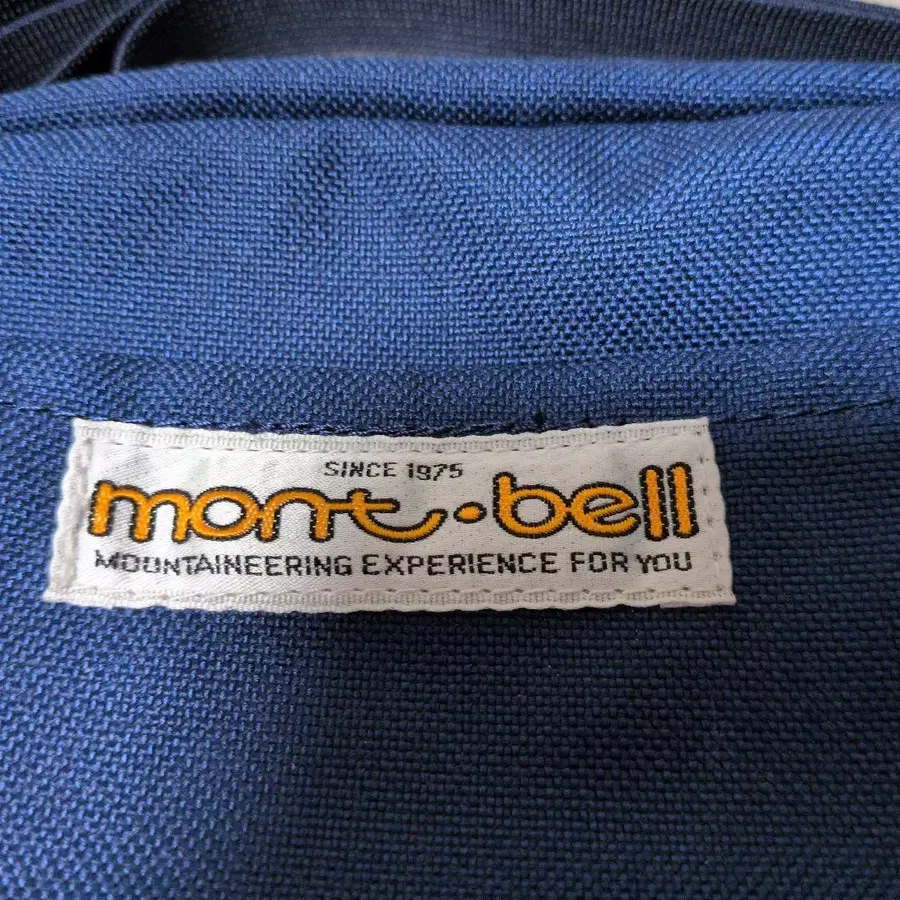 SINCE 1975
mont·bell
MOUNTAINEERING EXPERIENCE FOR YOU